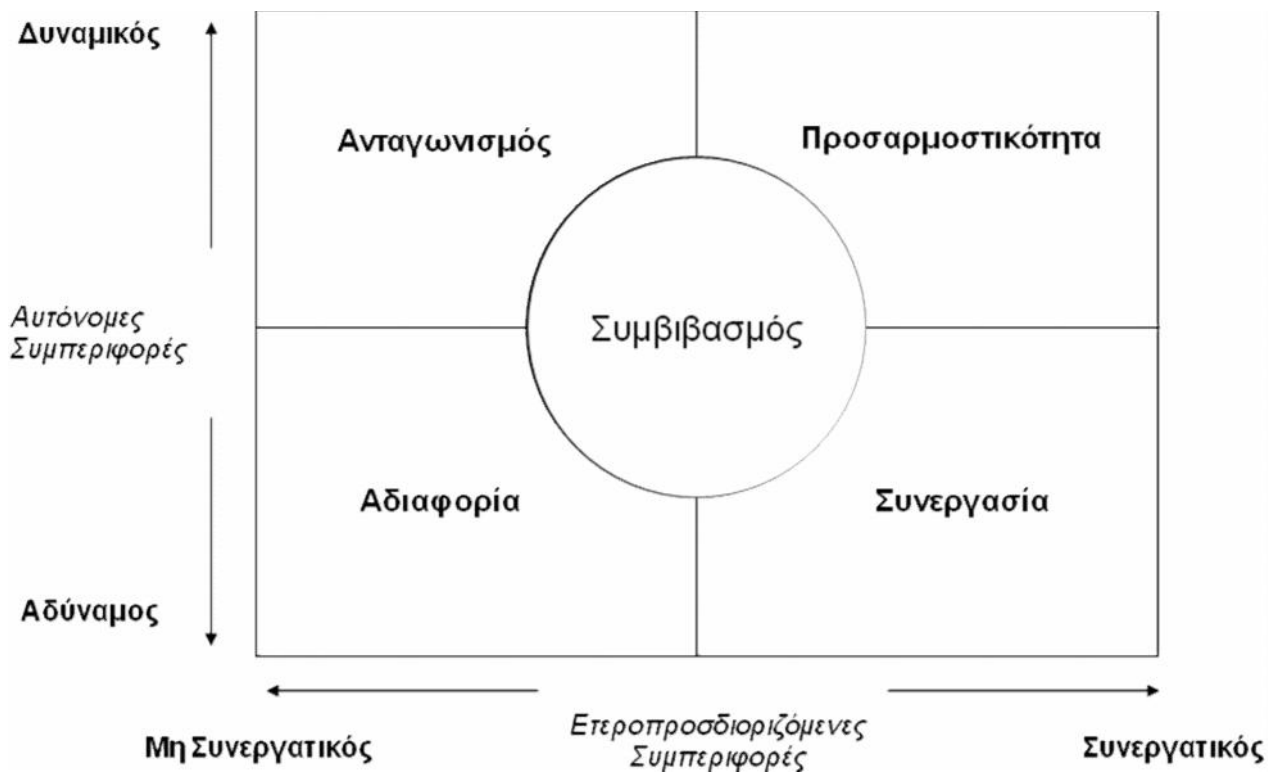 Δυναμικός
Ανταγωνισμός
Προσαρμοστικότητα
Αυτόνομες
Συμπεριφορές
Συμβιβασμός
Αδιαφορία
Συνεργασία
Αδύναμος
Μη Συνεργατικός
Ετεροπροσδιοριζόμενες
Συμπεριφορές
Συνεργατικός